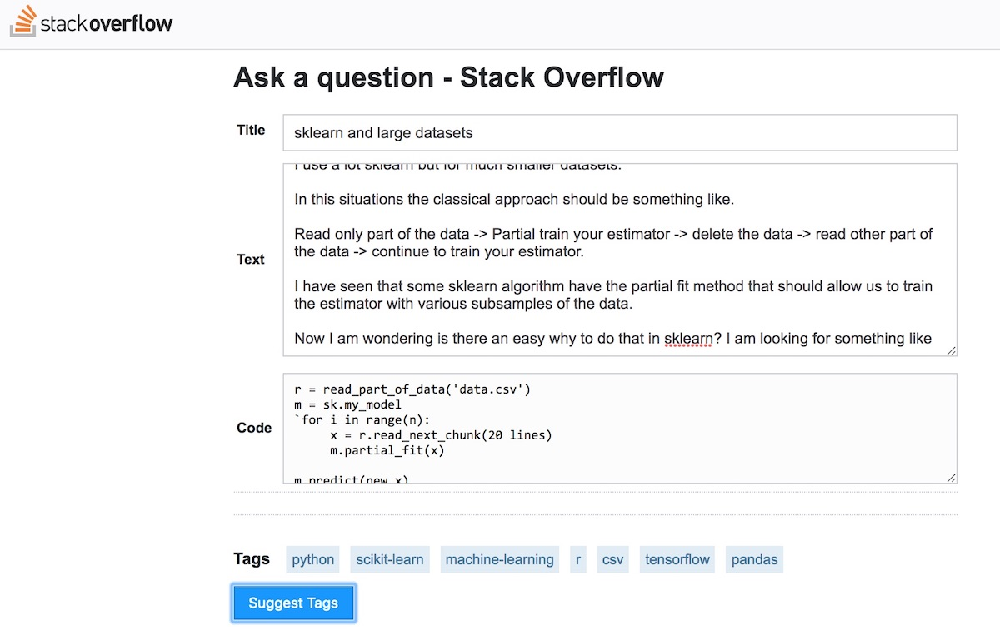 stackoverflow
Ask a question - Stack Overflow
Title
sklearn and large datasets
Text
I use a lot sklearn but for much smaller datasets.
In this situations the classical approach should be something like.
Read only part of the data -> Partial train your estimator -> delete the data -> read other part of
the data -> continue to train your estimator.
I have seen that some sklearn algorithm have the partial fit method that should allow us to train
the estimator with various subsamples of the data.
Now I am wondering is there an easy why to do that in sklearn? I am looking for something like
Code
r = read_part_of_data('data.csv')
m = sk.my_model
`for i in range(n):
     x = r.read_next_chunk(20 lines)
     m.partial_fit(x)
m.predict(new_x)
Tags python scikit-learn machine-learning r csv tensorflow pandas
Suggest Tags